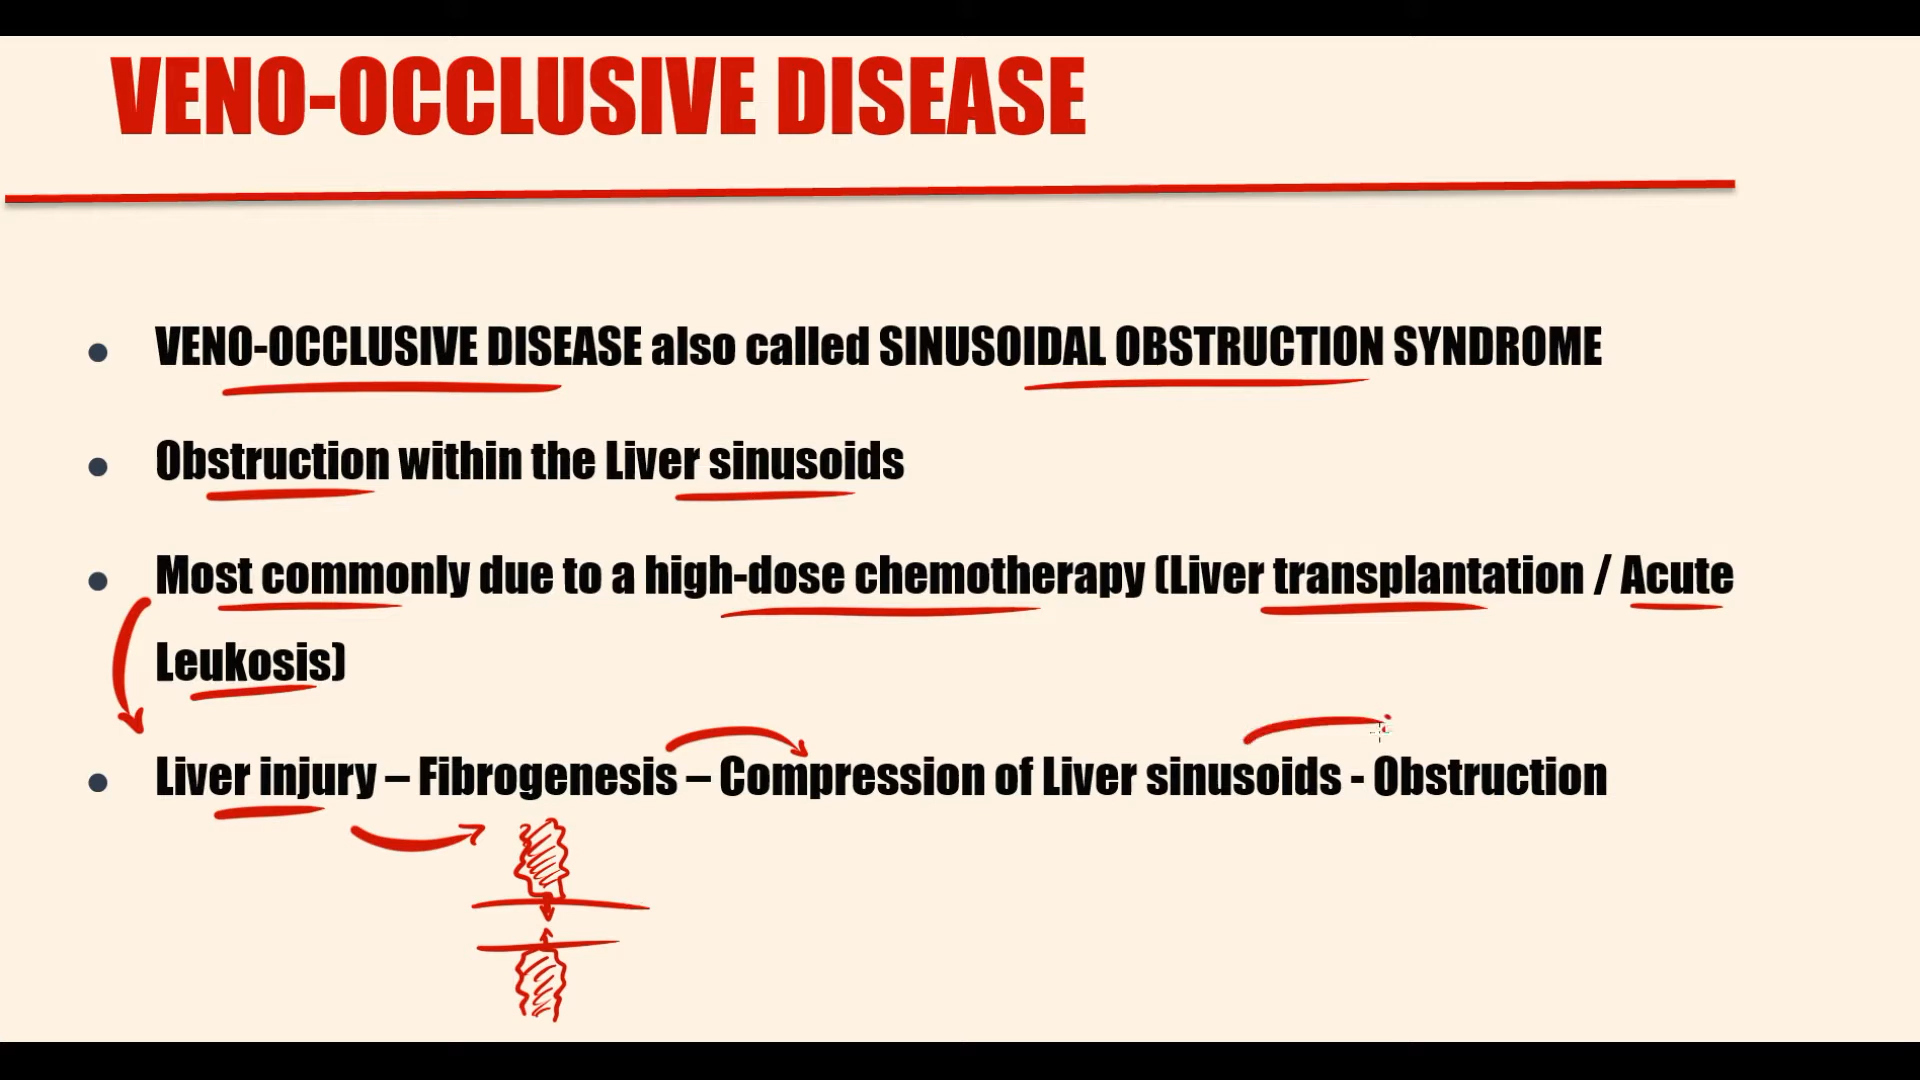 VENO-OCCLUSIVE DISEASE
VENO-OCCLUSIVE DISEASE also called SINUSOIDAL OBSTRUCTION SYNDROME
Obstruction within the Liver sinusoids
Most commonly due to a high-dose chemotherapy (Liver transplantation / Acute
Leukosis)
Liver injury – Fibrogenesis – Compression of Liver sinusoids - Obstruction